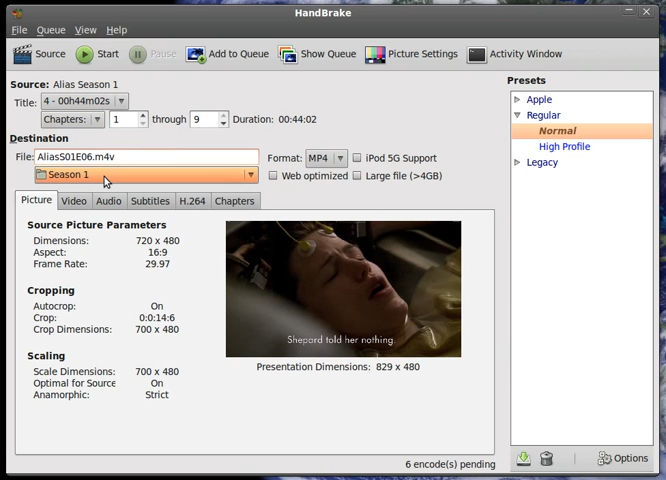 HandBrake
File Queue View Help
Source Start Pause Add to Queue Show Queue Picture Settings Activity Window
Source: Alias Season 1
Title: 4 - 00h44m02s
Chapters: 1 through 9 Duration: 00:44:02
Destination
File: AliasS01E06.m4v Format: MP4 iPod 5G Support
Season 1 Web optimized Large file (>4GB)
Picture Video Audio Subtitles H.264 Chapters
Source Picture Parameters
Dimensions: 720 x 480
Aspect: 16:9
Frame Rate: 29.97
Cropping
Autocrop: On
Crop: 0:0:14:6
Crop Dimensions: 700 x 480
Scaling
Scale Dimensions: 700 x 480
Optimal for Source On
Anamorphic: Strict
Shepard told her nothing.
Presentation Dimensions: 829 x 480
6 encode(s) pending
Presets
Apple
Regular
Normal
High Profile
Legacy
Options